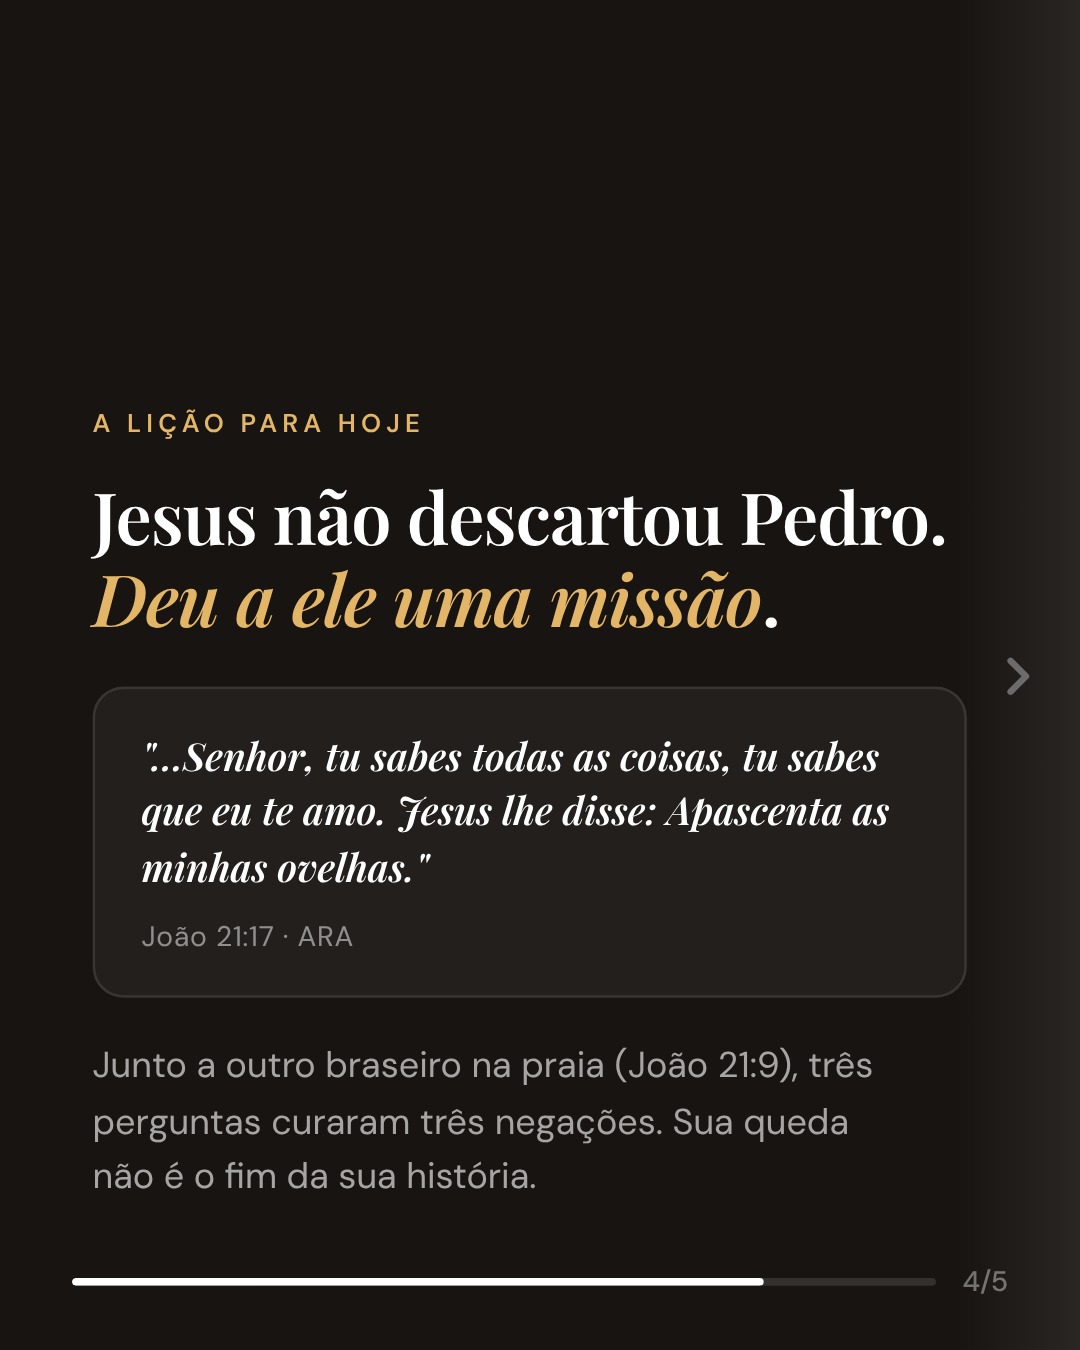 A LIÇÃO PARA HOJE
Jesus não descartou Pedro.
Deu a ele uma missão.
"...Senhor, tu sabes todas as coisas, tu sabes
que eu te amo. Jesus lhe disse: Apascenta as
minhas ovelhas."
João 21:17 · ARA
Junto a outro braseiro na praia (João 21:9), três
perguntas curaram três negações. Sua queda
não é o fim da sua história.
4/5